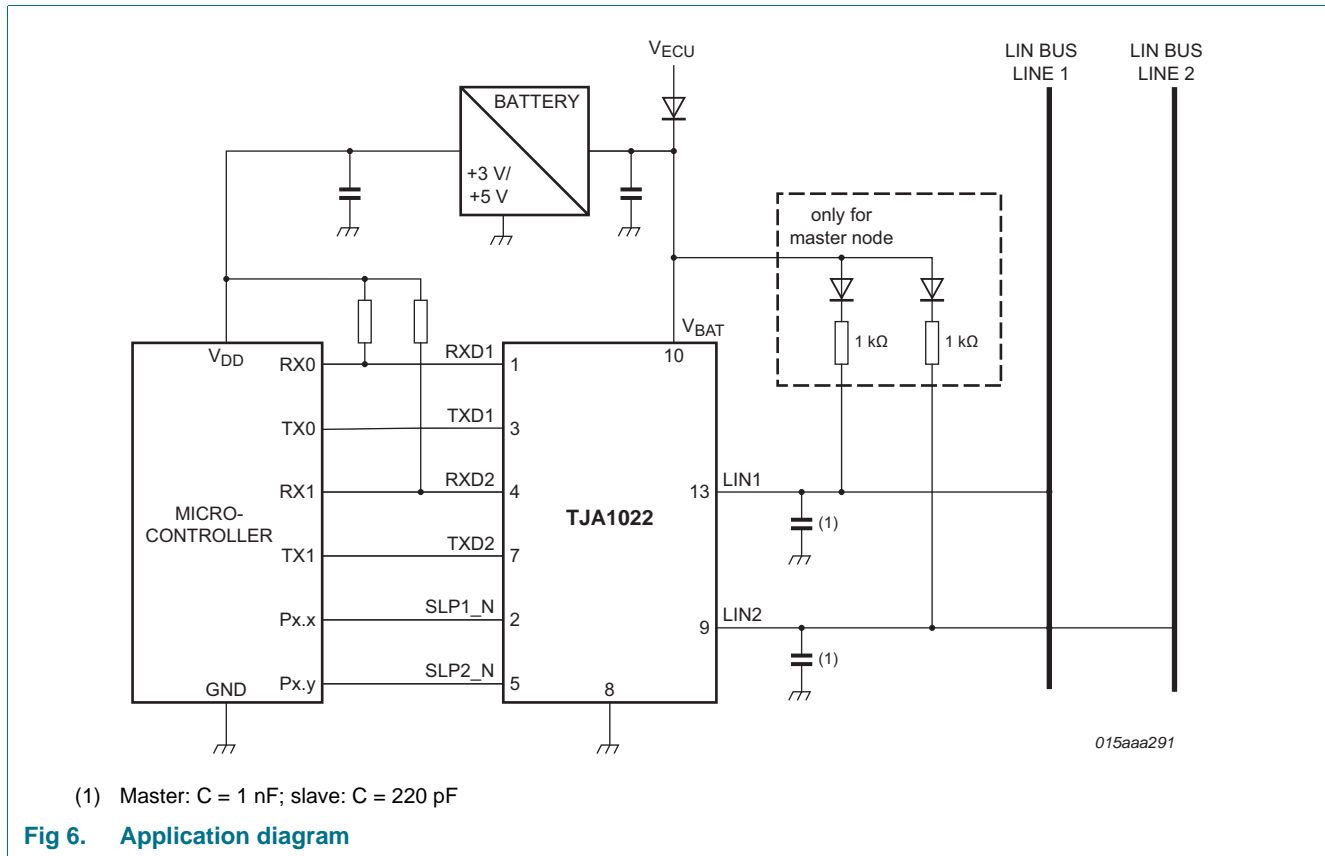 VECU
LIN BUS
LINE 1
LIN BUS
LINE 2
BATTERY
+3 V/
+5 V
only for
master node
1 kΩ
1 kΩ
VBAT
10
VDD
RX0
RXD1
1
TX0
TXD1
3
RX1
RXD2
4
MICRO-
CONTROLLER
TJA1022
13
LIN1
(1)
TX1
TXD2
7
Px.x
SLP1_N
2
9
LIN2
(1)
Px.y
SLP2_N
5
GND
8
015aaa291
(1) Master: C = 1 nF; slave: C = 220 pF
Fig 6. Application diagram